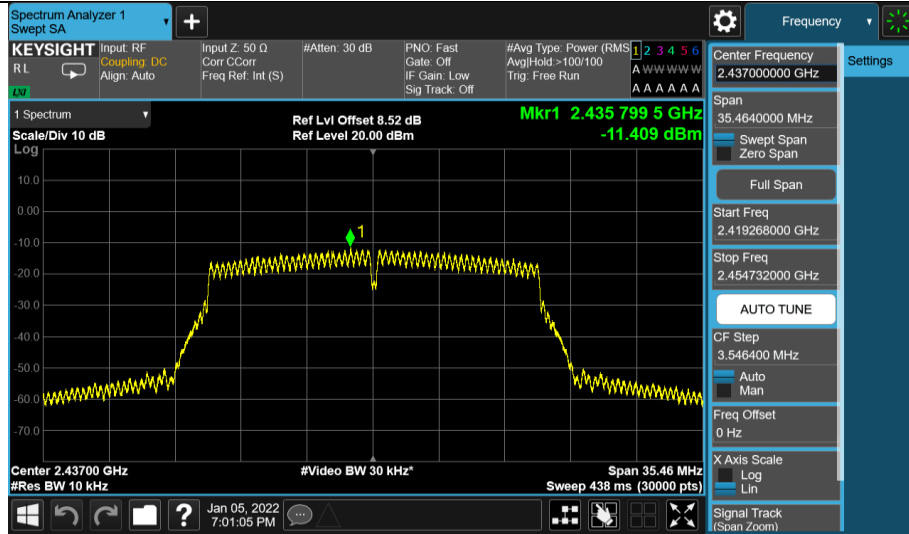 Spectrum Analyzer 1
Swept SA
+
Frequency
KEYSIGHT
RL
LXI
Input: RF
Coupling: DC
Align: Auto
Input Z: 50 Ω
Corr CCorr
Freq Ref: Int (S)
#Atten: 30 dB
PNO: Fast
Gate: Off
IF Gain: Low
Sig Track: Off
#Avg Type: Power (RMS
Avg|Hold:>100/100
Trig: Free Run
1 2 3 4 5 6
A W W W W W
A A A A A A
1 Spectrum
Scale/Div 10 dB
Log
Ref Lvl Offset 8.52 dB
Ref Level 20.00 dBm
Mkr1 2.435 799 5 GHz
-11.409 dBm
10.0
0.00
-10.0
-20.0
-30.0
-40.0
-50.0
-60.0
-70.0
1
Center 2.43700 GHz
#Res BW 10 kHz
#Video BW 30 kHz*
Span 35.46 MHz
Sweep 438 ms (30000 pts)
Center Frequency
2.437000000 GHz
Settings
Span
35.4640000 MHz
Swept Span
Zero Span
Full Span
Start Freq
2.419268000 GHz
Stop Freq
2.454732000 GHz
AUTO TUNE
CF Step
3.546400 MHz
Auto
Man
Freq Offset
0 Hz
X Axis Scale
Log
Lin
Signal Track
(Span Zoom)
?
Jan 05, 2022
7:01:05 PM